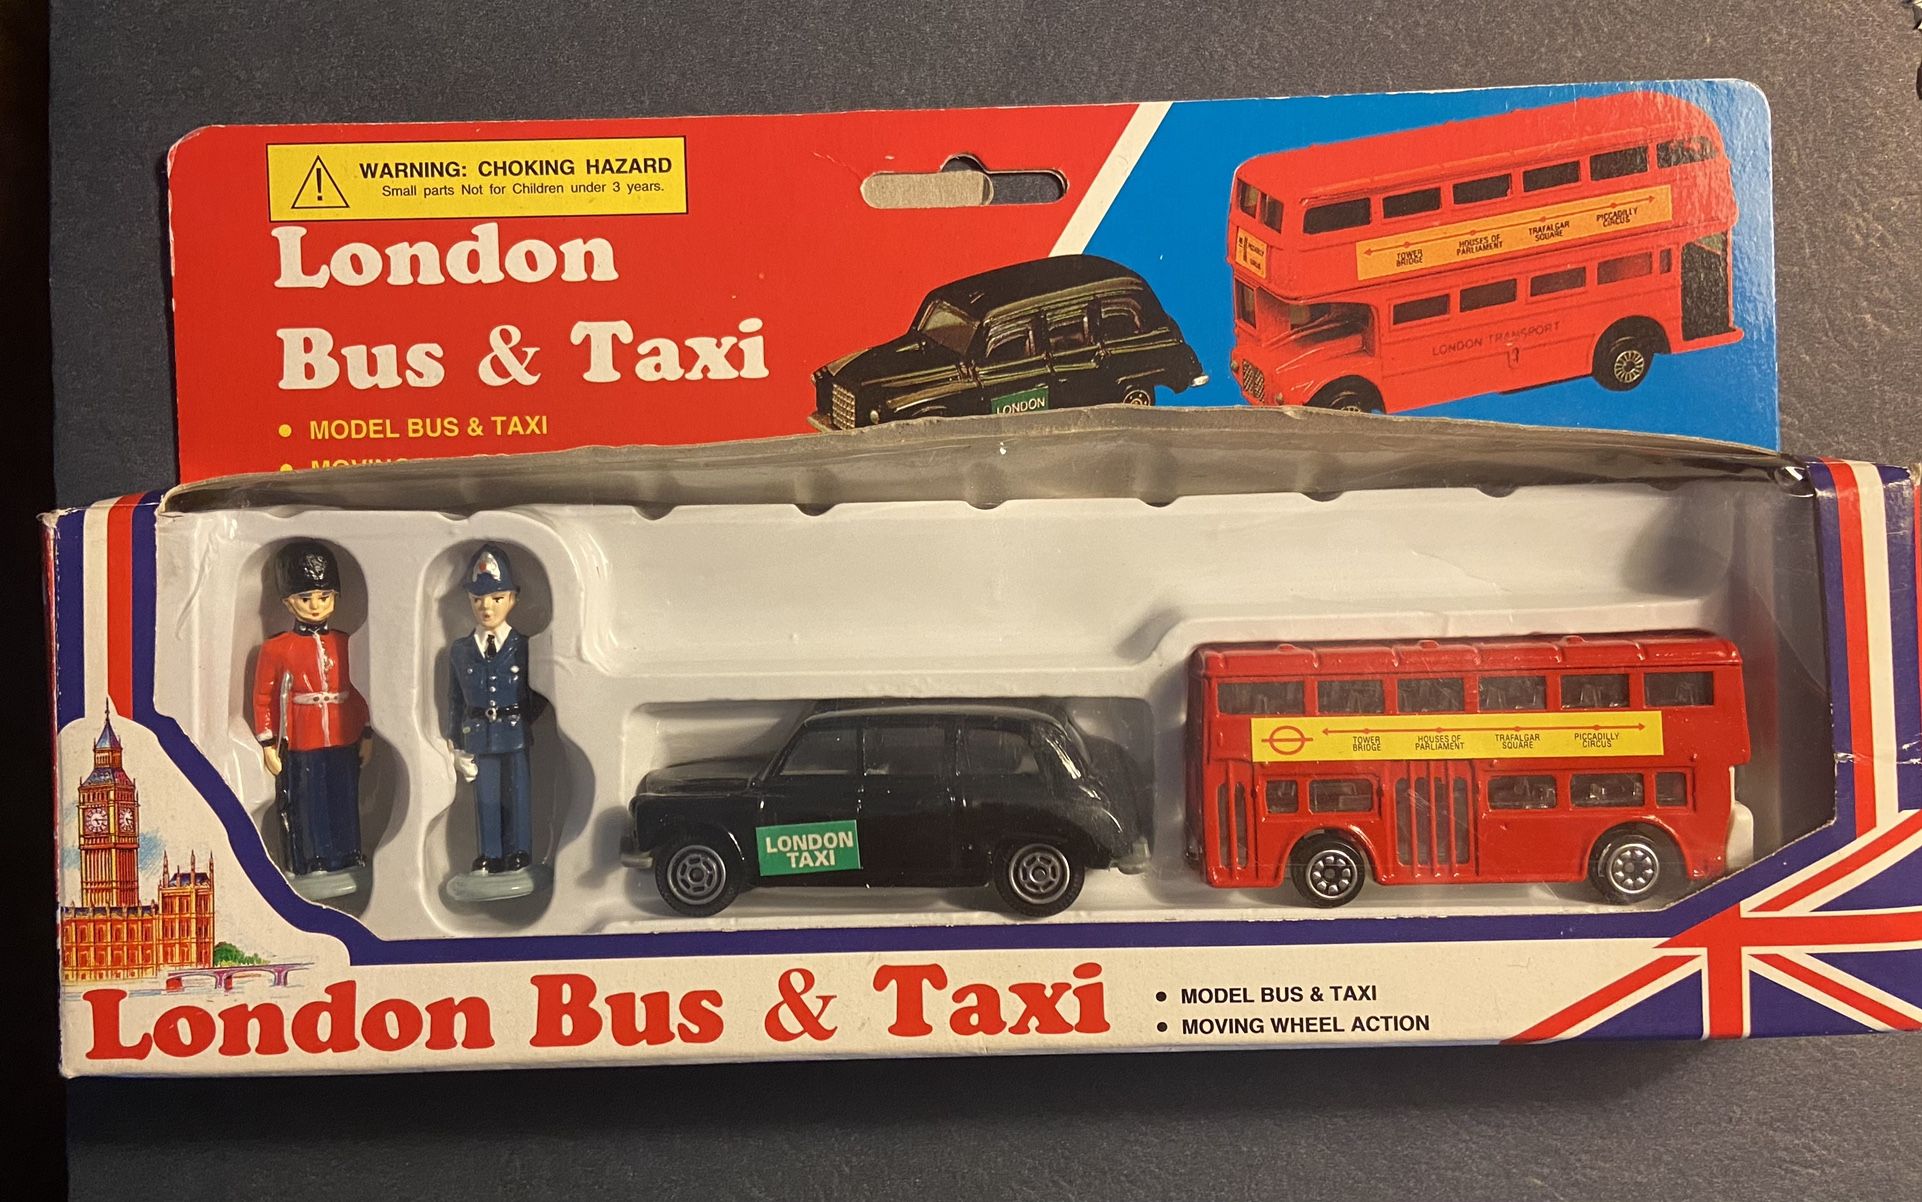 WARNING: CHOKING HAZARD
Small parts Not for Children under 3 years.
London
Bus & Taxi
• MODEL BUS & TAXI
• MOVING
LONDON
TOWER BRIDGE
HOUSES OF PARLIAMENT
TRAFALGAR SQUARE
PICCADILLY CIRCUS
LONDON TRANSPORT
LONDON
TAXI
TOWER
BRIDGE
HOUSES OF
PARLIAMENT
TRAFALGAR
SQUARE
PICCADILLY
CIRCUS
London Bus & Taxi
• MODEL BUS & TAXI
• MOVING WHEEL ACTION